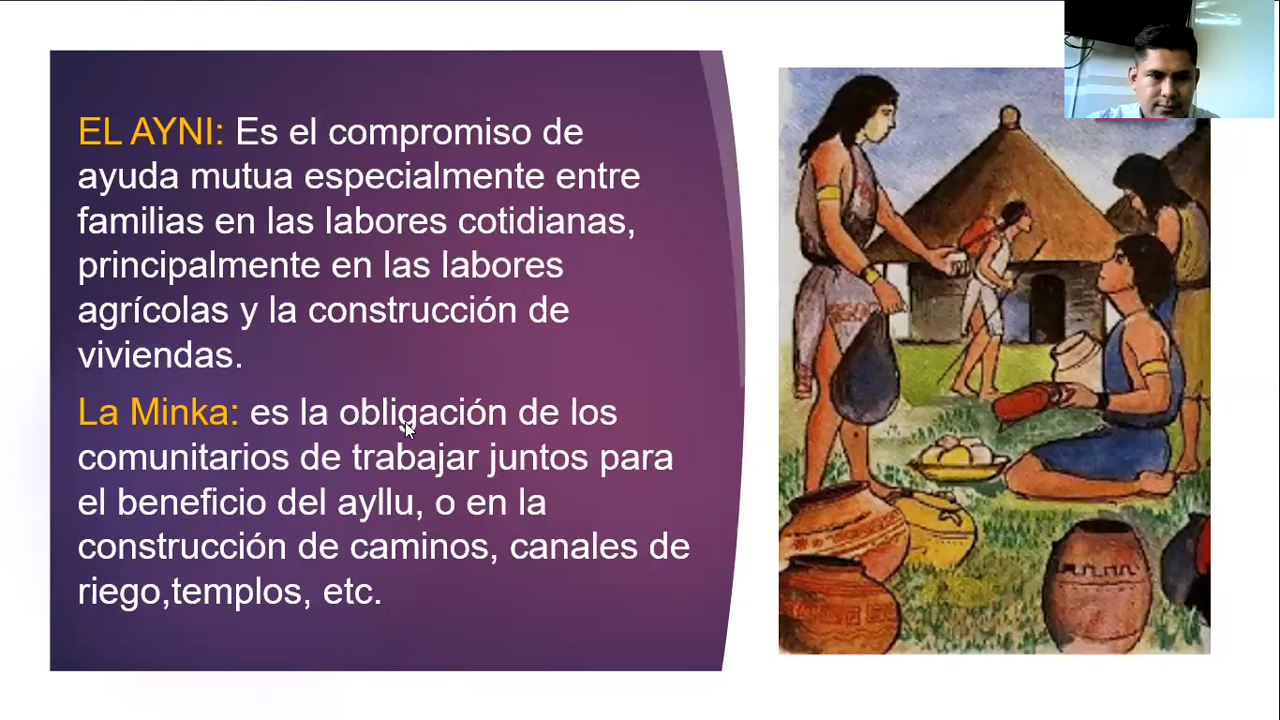 EL AYNI: Es el compromiso de
ayuda mutua especialmente entre
familias en las labores cotidianas,
principalmente en las labores
agrícolas y la construcción de
viviendas.
La Minka: es la obligación de los
comunitarios de trabajar juntos para
el beneficio del ayllu, o en la
construcción de caminos, canales de
riego,templos, etc.